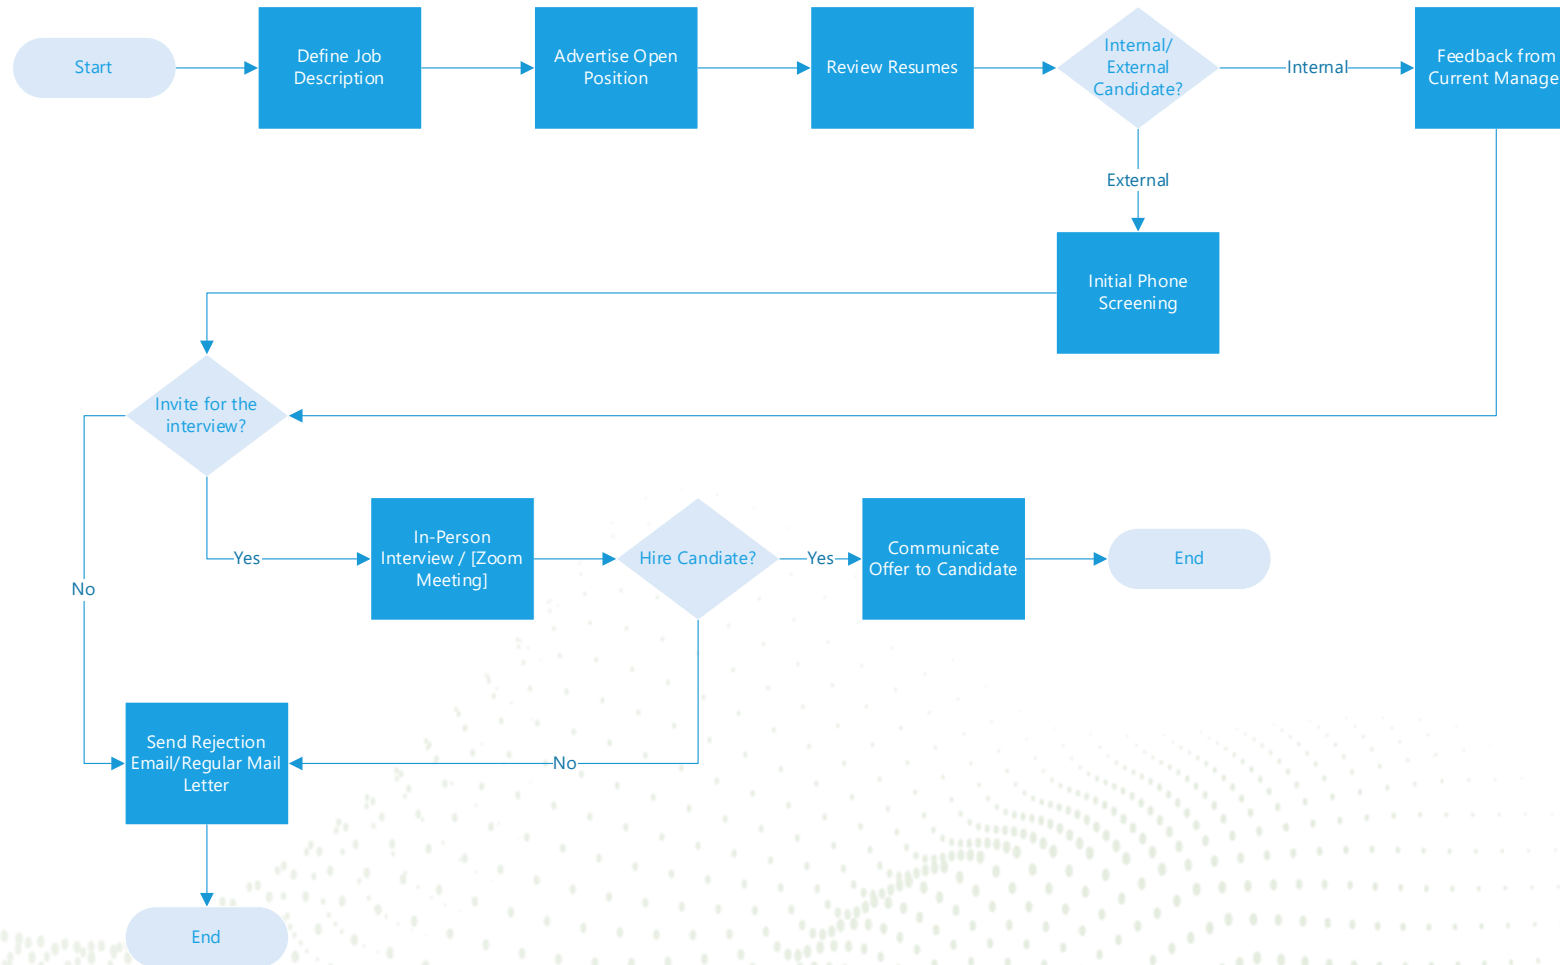 Start
Define Job
Description
Advertise Open
Position
Review Resumes
Internal/
External
Candidate?
Internal
Feedback from
Current Manage
External
Initial Phone
Screening
Invite for the
interview?
Yes
In-Person
Interview / [Zoom
Meeting]
Hire Candiate?
Yes
Communicate
Offer to Candidate
End
No
Send Rejection
Email/Regular Mail
Letter
No
End